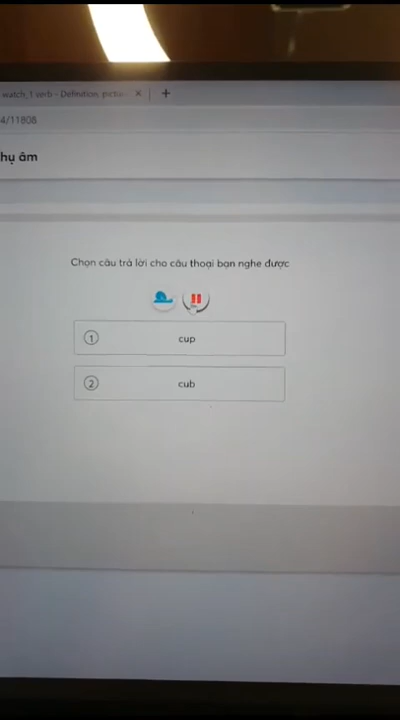 watch_1 verb - Definition, pictu
4/11808
hụ âm
Chọn câu trả lời cho câu thoại bạn nghe được
1 cup
2 cub